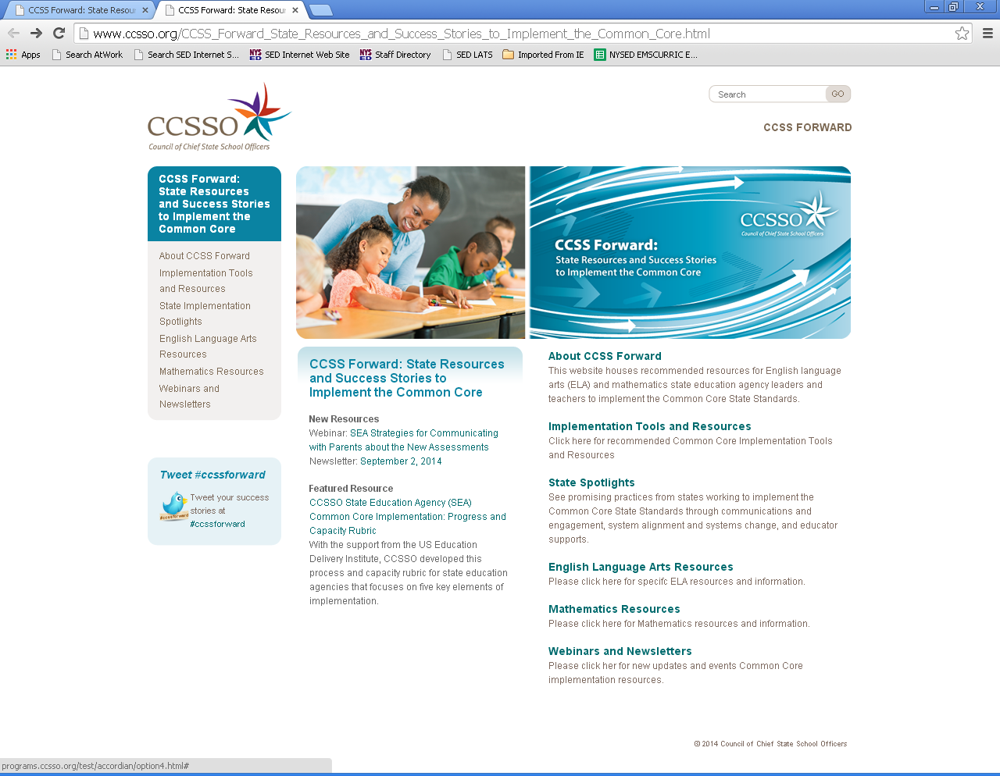 CCSS Forward: State Resour
CCSS Forward: State Resour
www.ccsso.org/CCSS_Forward_State_Resources_and_Success_Stories_to_Implement_the_Common_Core.html
Apps
Search AtWork
Search SED Internet S...
NYS ED
SED Internet Web Site
NYS ED
Staff Directory
SED LATS
Imported From IE
NYSED EMSCURRIC E...
CCSSO
Council of Chief State School Officers
Search
GO
CCSS FORWARD
CCSS Forward:
State Resources
and Success Stories
to Implement the
Common Core
About CCSS Forward
Implementation Tools
and Resources
State Implementation
Spotlights
English Language Arts
Resources
Mathematics Resources
Webinars and
Newsletters
Tweet #ccssforward
#ccssforward
Tweet your success
stories at
#ccssforward
CCSSO
Council of Chief State School Officers
CCSS Forward:
State Resources and Success Stories
to Implement the Common Core
CCSS Forward: State Resources
and Success Stories to
Implement the Common Core
New Resources
Webinar: SEA Strategies for Communicating
with Parents about the New Assessments
Newsletter: September 2, 2014
Featured Resource
CCSSO State Education Agency (SEA)
Common Core Implementation: Progress and
Capacity Rubric
With the support from the US Education
Delivery Institute, CCSSO developed this
process and capacity rubric for state education
agencies that focuses on five key elements of
implementation.
About CCSS Forward
This website houses recommended resources for English language
arts (ELA) and mathematics state education agency leaders and
teachers to implement the Common Core State Standards.
Implementation Tools and Resources
Click here for recommended Common Core Implementation Tools
and Resources
State Spotlights
See promising practices from states working to implement the
Common Core State Standards through communications and
engagement, system alignment and systems change, and educator
supports.
English Language Arts Resources
Please click here for specifc ELA resources and information.
Mathematics Resources
Please click here for Mathematics resources and information.
Webinars and Newsletters
Please click her for new updates and events Common Core
implementation resources.
© 2014 Council of Chief State School Officers
programs.ccsso.org/test/accordian/option4.html#